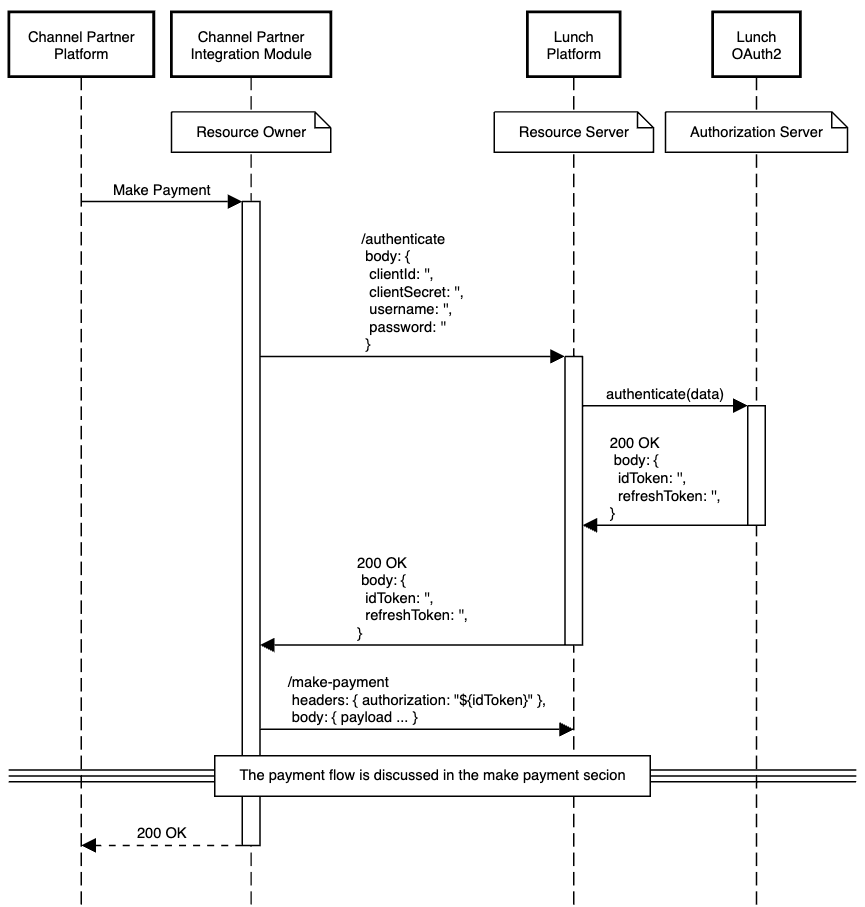 Channel Partner
Platform
Channel Partner
Integration Module
Lunch
Platform
Lunch
OAuth2
Resource Owner
Resource Server
Authorization Server
Make Payment
/authenticate
body: {
clientId: '',
clientSecret: '',
username: '',
password: ''
}
authenticate(data)
200 OK
body: {
idToken: '',
refreshToken: '',
}
200 OK
body: {
idToken: '',
refreshToken: '',
}
/make-payment
headers: { authorization: "${idToken}" },
body: { payload ... }
The payment flow is discussed in the make payment secion
200 OK